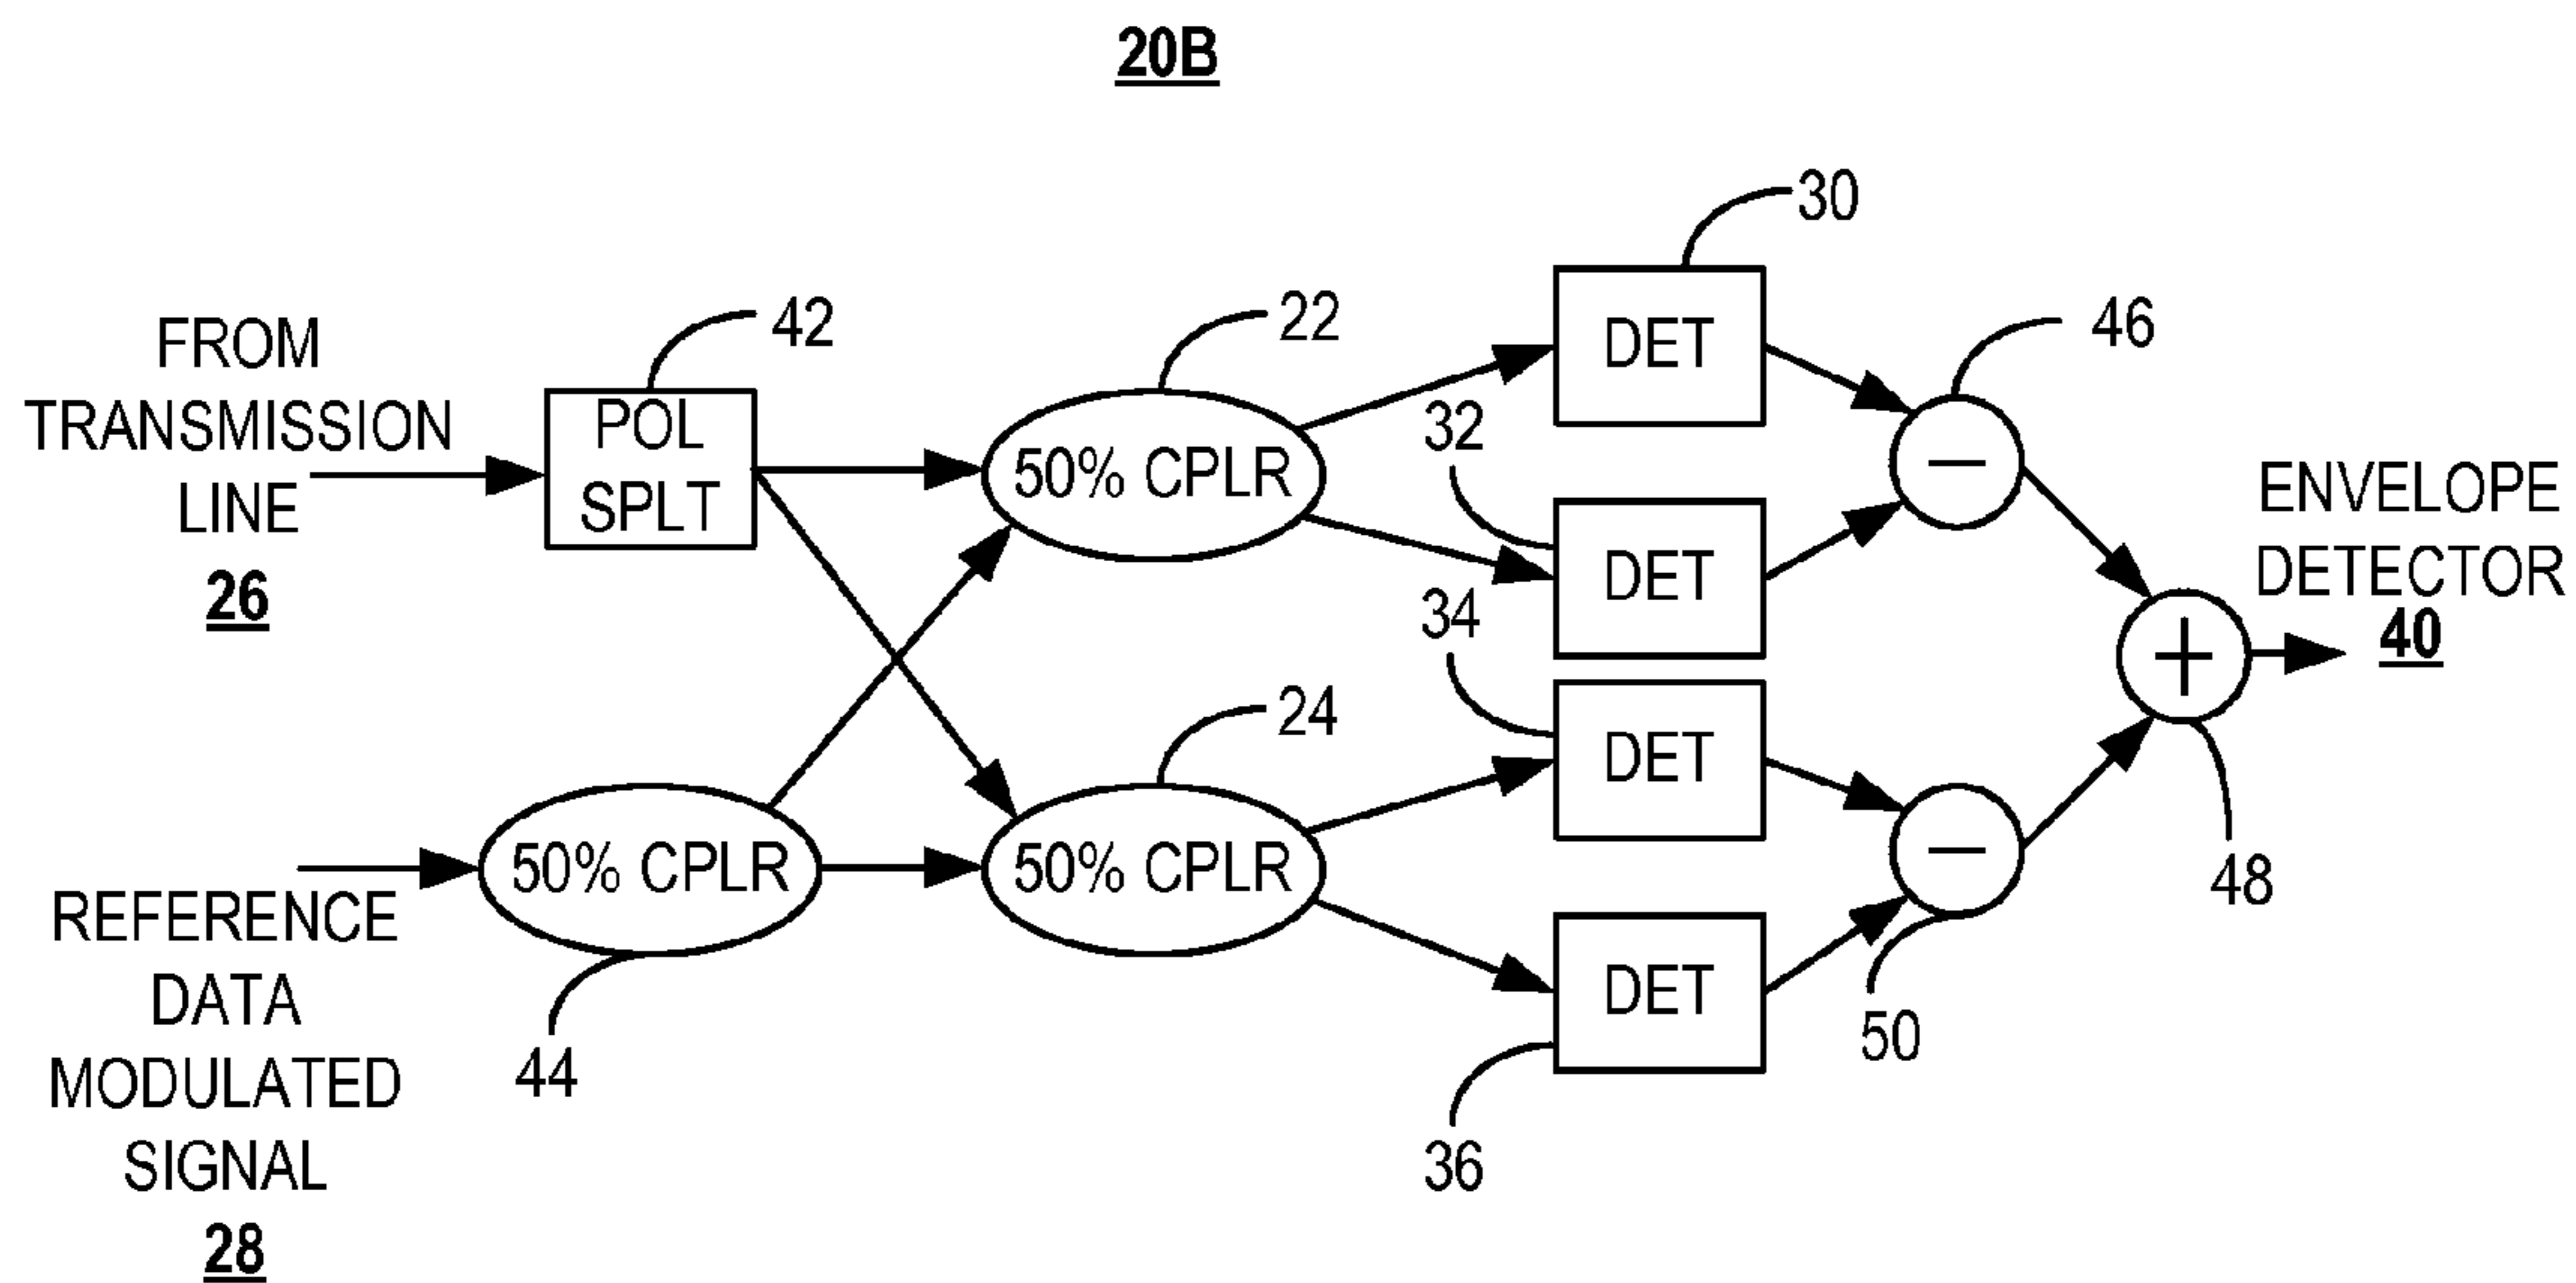 20B
30
42
22
46
FROM
TRANSMISSION
LINE
26
POL
SPLT
50% CPLR
DET
32
DET
34
ENVELOPE
DETECTOR
40
24
DET
50% CPLR
50% CPLR
48
REFERENCE
DATA
MODULATED
SIGNAL
28
44
DET
50
36